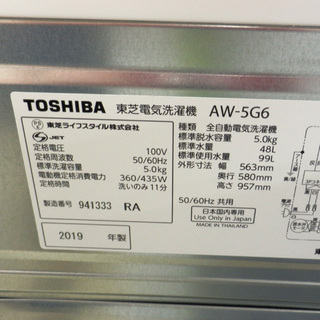 TOSHIBA 東芝電気洗濯機 AW-5G6
JET
東芝ライフスタイル株式会社
定格電圧 100V
定格周波数 50/60Hz
標準洗濯容量 5.0kg
電動機定格消費電力 360/435W
定格時間 洗いのみ 11分
製造番号 941333 RA
2019 年製
種類 全自動電気洗濯機
標準脱水容量 5.0kg
標準水量 48L
標準使用水量 99L
外形寸法 幅 563mm
奥行 580mm
高さ 957mm
50/60Hz 共用
日本国内専用
Use Only in Japan
MADE IN THAILAND